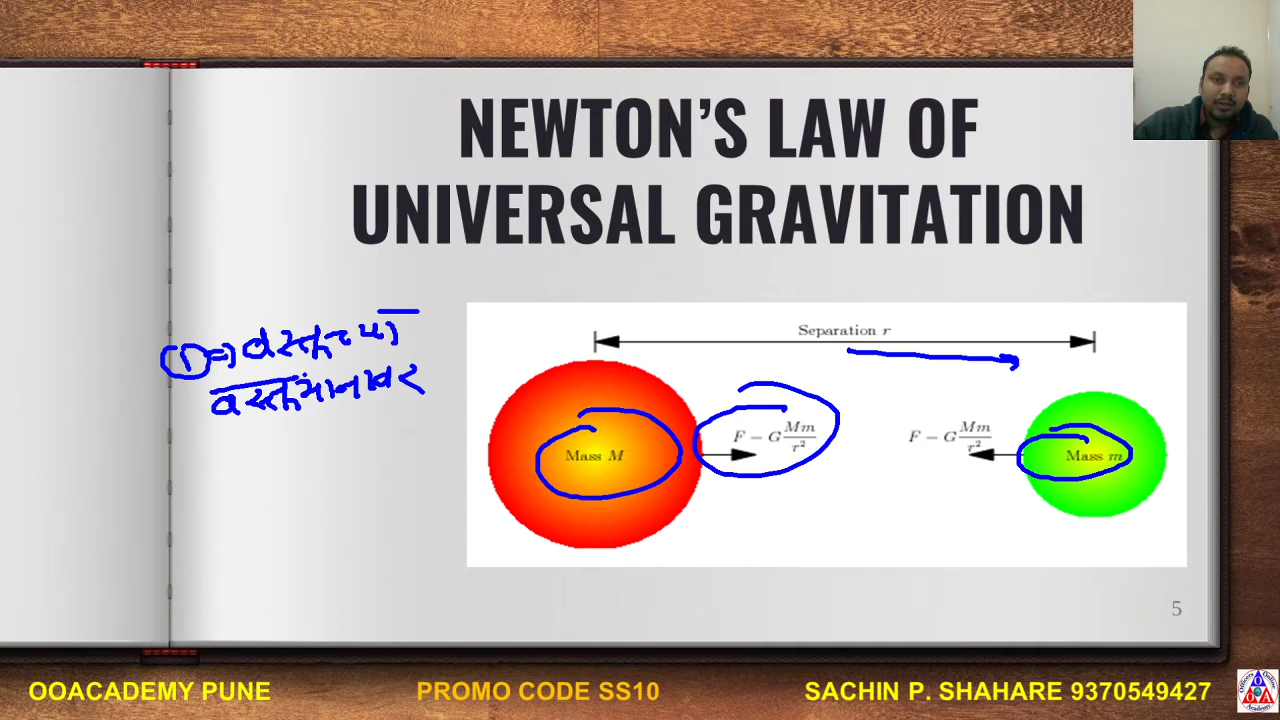 NEWTON'S LAW OF
UNIVERSAL GRAVITATION
① ⇒ वस्तूच्या
वस्तूमानावर
Separation r
Mass M
F – G Mm/r²
F – G Mm/r²
Mass m
5
OOACADEMY PUNE
PROMO CODE SS10
SACHIN P. SHAHARE 9370549427